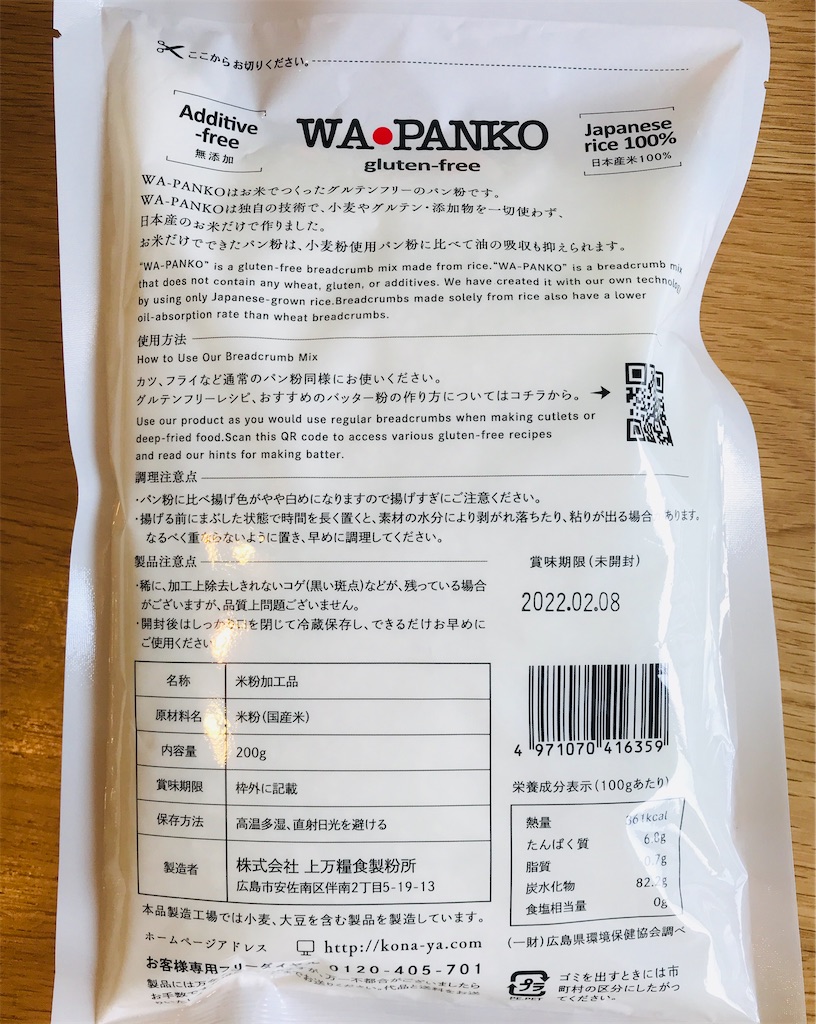 ここからお切りください。
Additive
-free
無添加
WA●PANKO
gluten-free
Japanese
rice 100%
日本産米100%
WA-PANKOはお米でつくったグルテンフリーのパン粉です。
WA-PANKOは独自の技術で、小麦やグルテン・添加物を一切使わず、
日本産のお米だけで作りました。
お米だけでできたパン粉は、小麦粉使用パン粉に比べて油の吸収も抑えられます。
"WA-PANKO" is a gluten-free breadcrumb mix made from rice."WA-PANKO" is a breadcrumb mix
that does not contain any wheat, gluten, or additives. We have created it with our own technology
by using only Japanese-grown rice.Breadcrumbs made solely from rice also have a lower
oil-absorption rate than wheat breadcrumbs.
使用方法
How to Use Our Breadcrumb Mix
カツ、フライなど通常のパン粉同様にお使いください。
グルテンフリーレシピ、おすすめのバッター粉の作り方についてはコチラから。→
Use our product as you would use regular breadcrumbs when making cutlets or
deep-fried food.Scan this QR code to access various gluten-free recipes
and read our hints for making batter.
調理注意点
・パン粉に比べ揚げ色がやや白めになりますので揚げすぎにご注意ください。
・揚げる前にまぶした状態で時間を長く置くと、素材の水分により剥がれ落ちたり、粘りが出る場合 あります。
なるべく重ならないように置き、早めに調理してください。
製品注意点
・稀に、加工上除去しきれないコゲ(黒い斑点)などが、残っている場合
がございますが、品質上問題ございません。
・開封後はしっかり口を閉じて冷蔵保存し、できるだけお早めに
ご使用ください
賞味期限(未開封)
2022.02.08
名称 米粉加工品
原材料名 米粉(国産米)
内容量 200g
賞味期限 枠外に記載
保存方法 高温多湿、直射日光を避ける
製造者 株式会社 上万糧食製粉所
広島市安佐南区伴南2丁目5-19-13
4 971070 416359
栄養成分表示(100gあたり)
熱量 361kcal
たんぱく質 6.8g
脂質 0.7g
炭水化物 82.2g
食塩相当量 0g
(一財)広島県環境保健協会調べ
本品製造工場では小麦、大豆を含む製品を製造しています。
ホームページアドレス http://kona-ya.com
お客様専用フリーダイヤル 0120-405-701
製品には万
お手数で
プラ
PE.PET
ゴミを出すときには市
町村の区分にしたがっ
てください。